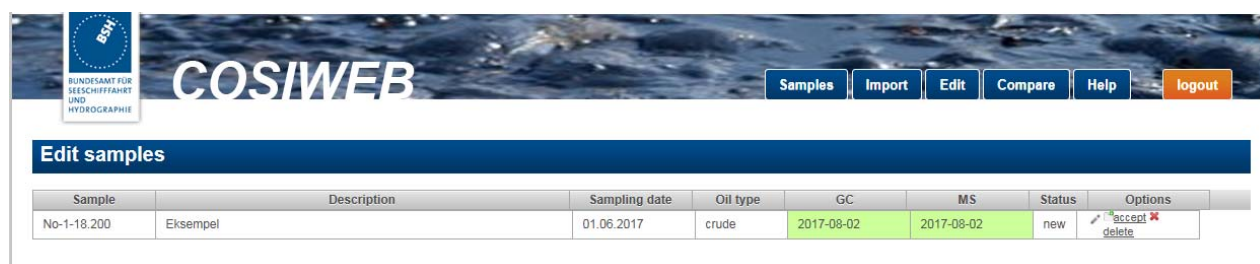 BSH
BUNDESAMT FÜR
SEESCHIFFFAHRT
UND
HYDROGRAPHIE
COSIWEB
Samples Import Edit Compare Help logout
Edit samples
Sample Description Sampling date Oil type GC MS Status Options
No-1-18.200 Eksempel 01.06.2017 crude 2017-08-02 2017-08-02 new accept
delete